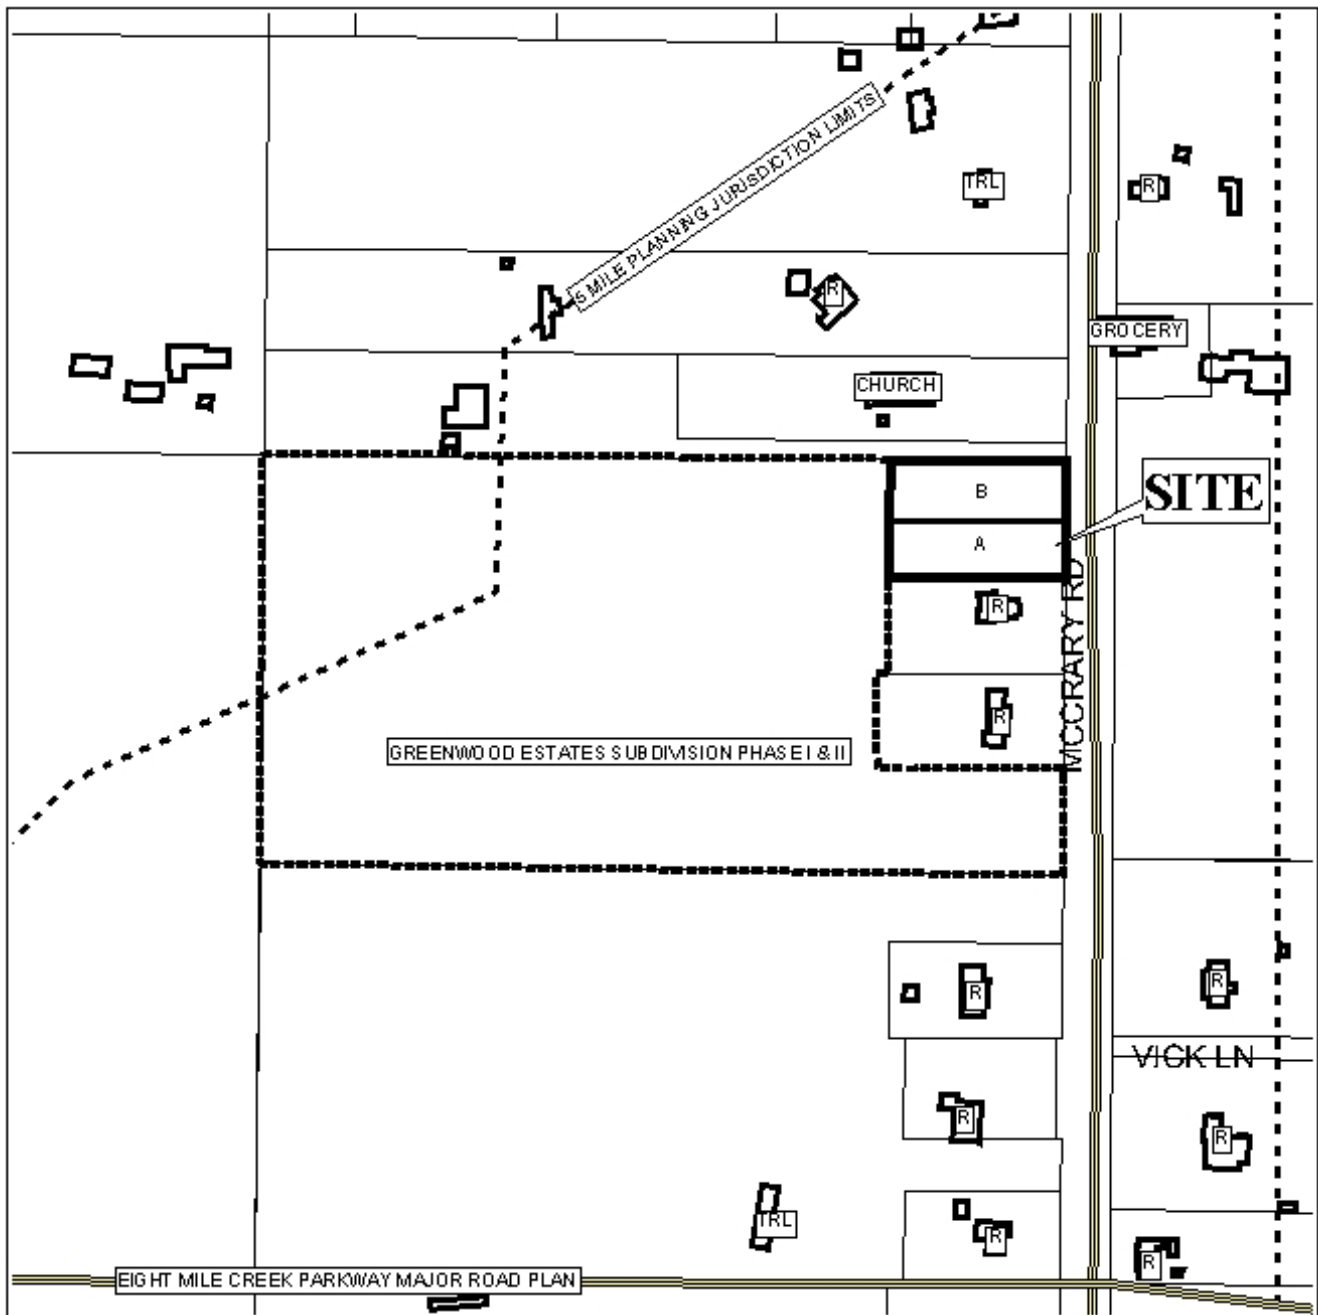 5 MILE PLANNING JURISDICTION LIMITS
TRL
R
R
GROCERY
CHURCH
B
SITE
A
R
MCCRARY RD
R
GREENWOOD ESTATES SUBDIVISION PHASE I & II
R
R
VICK LN
R
R
TRL
R
R
EIGHT MILE CREEK PARKWAY MAJOR ROAD PLAN